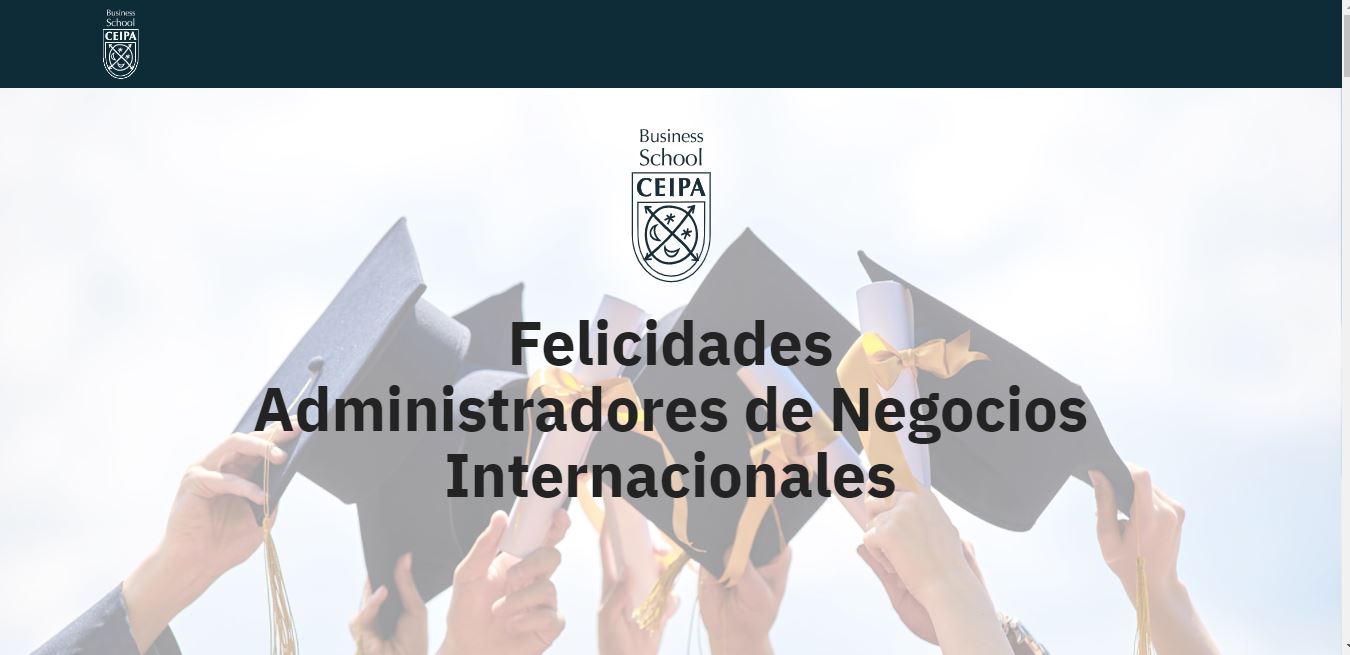 Business
School
CEIPA
Business
School
CEIPA
Felicidades
Administradores de Negocios
Internacionales